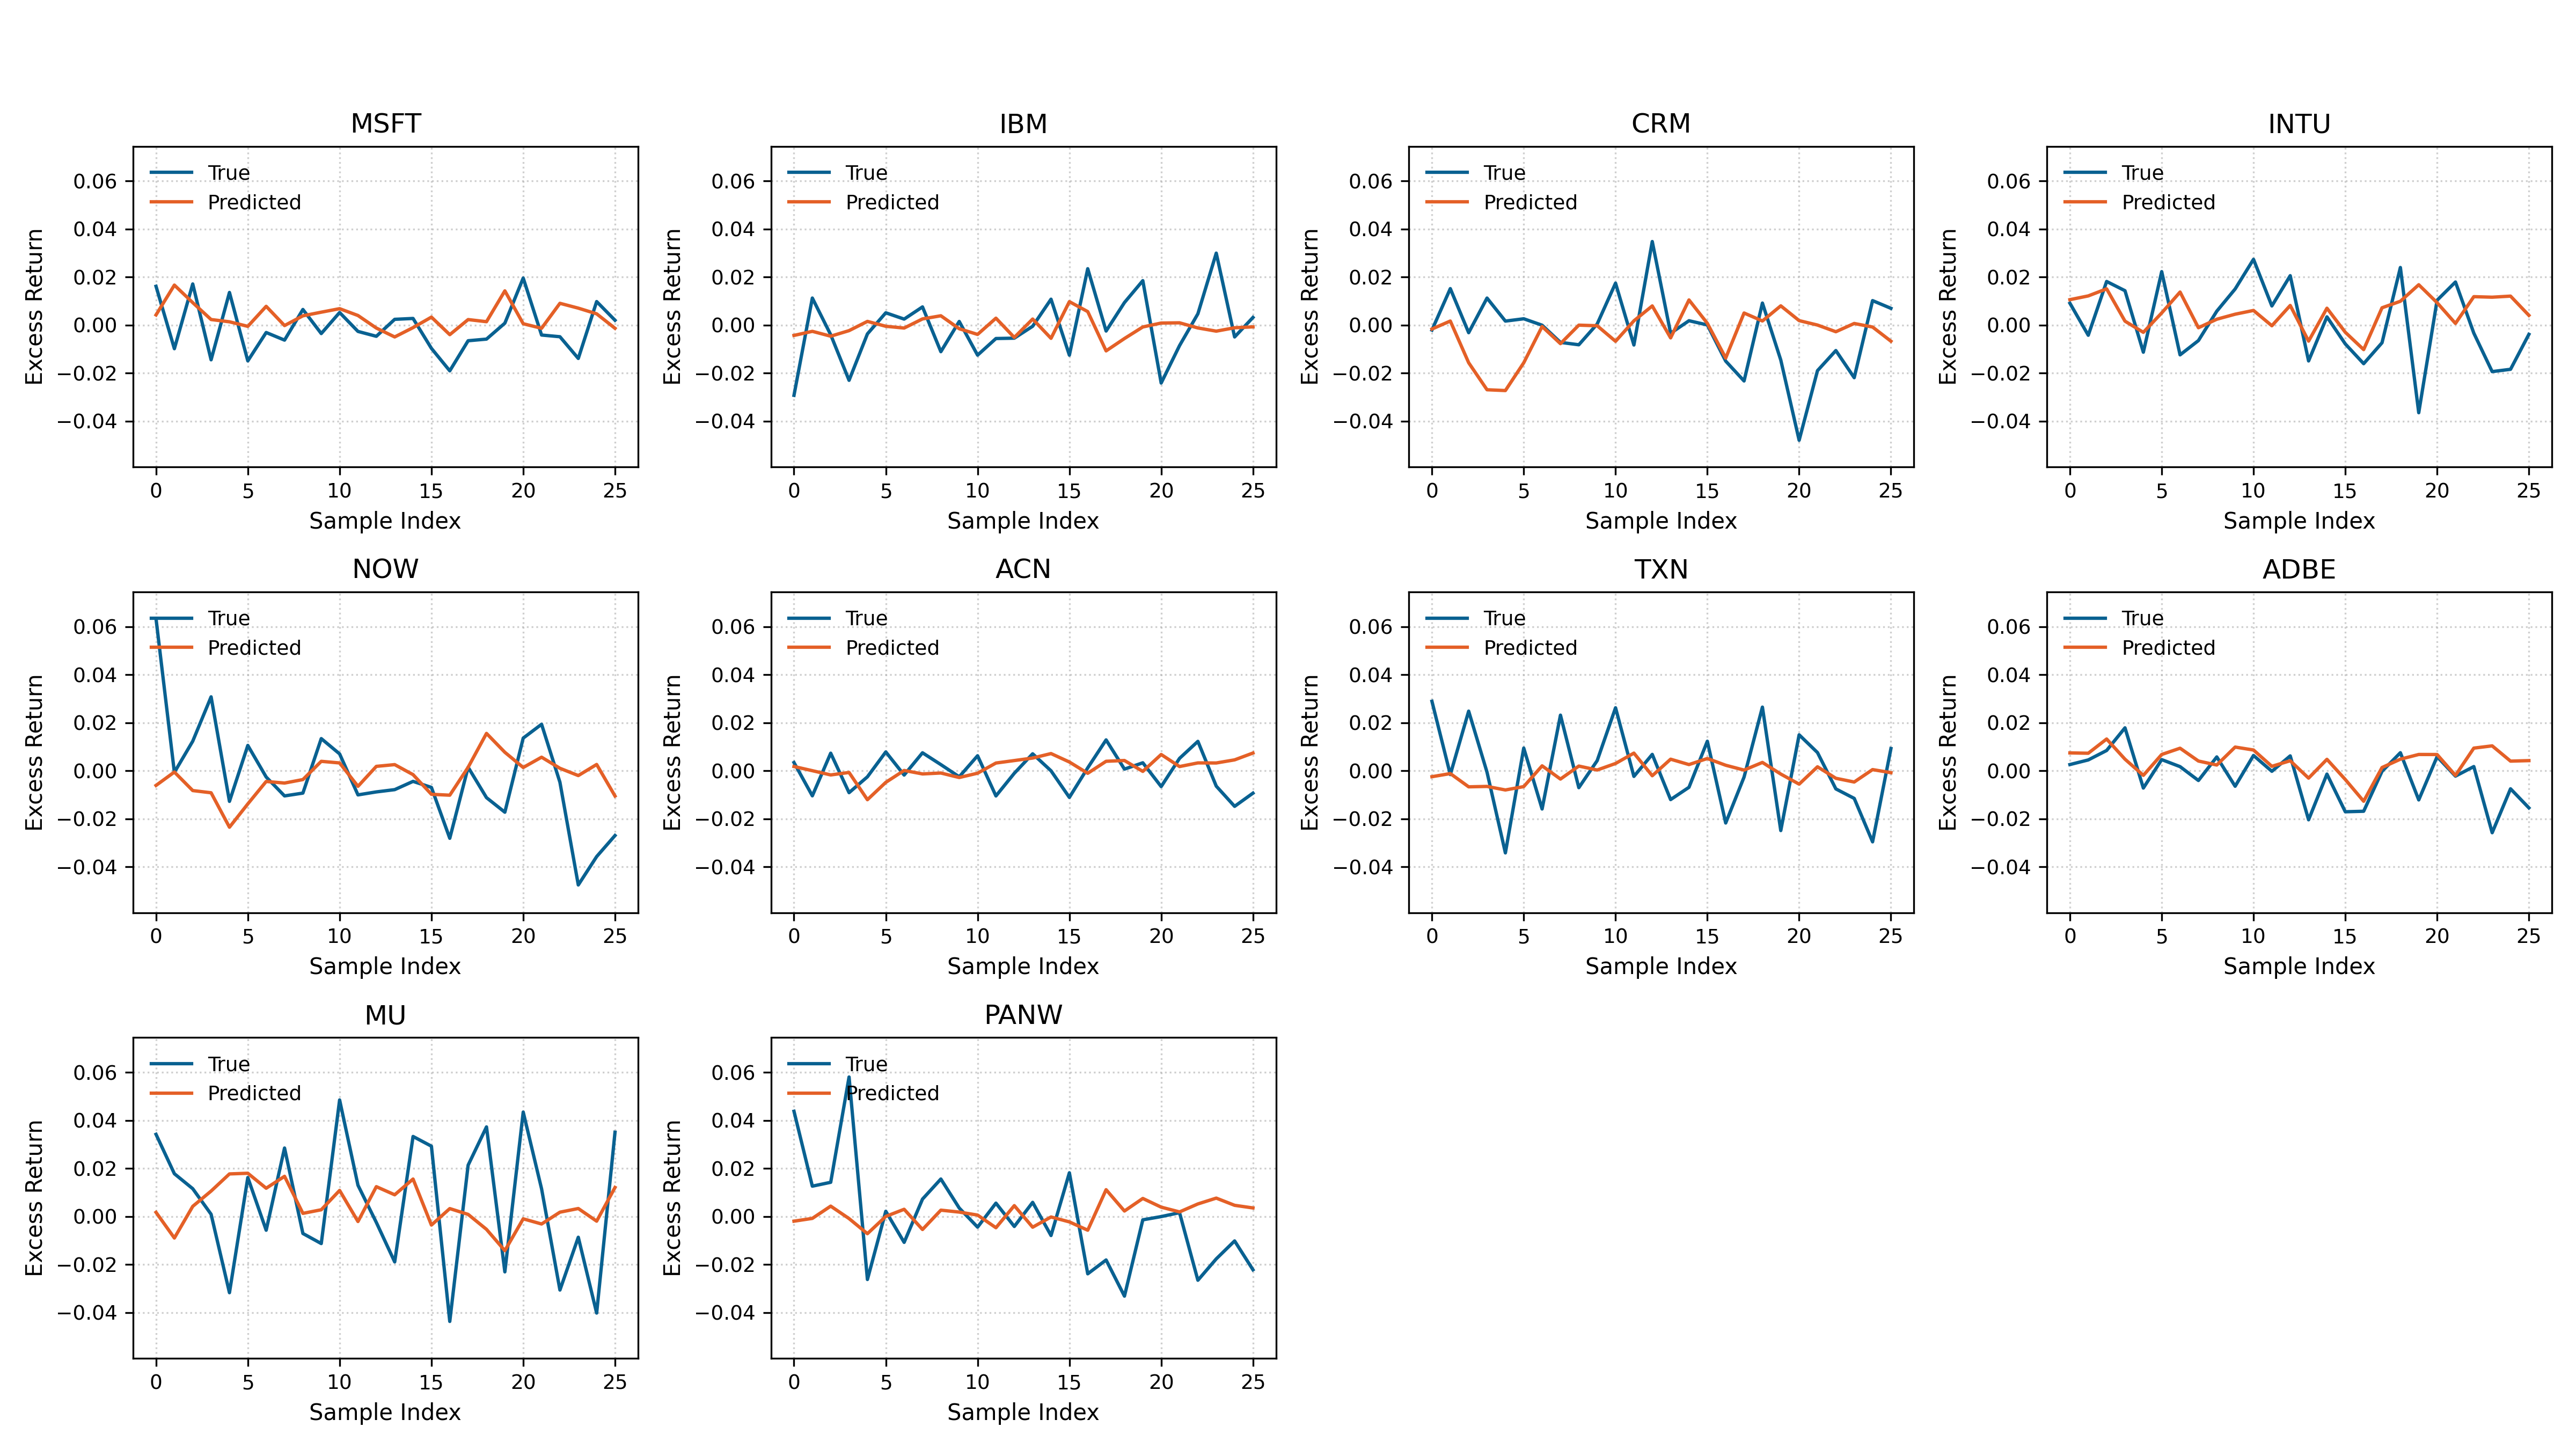 MSFT
True
Predicted
0.06
0.04
0.02
0.00
−0.02
−0.04
Excess Return
0 5 10 15 20 25
Sample Index
IBM
True
Predicted
0.06
0.04
0.02
0.00
−0.02
−0.04
Excess Return
0 5 10 15 20 25
Sample Index
CRM
True
Predicted
0.06
0.04
0.02
0.00
−0.02
−0.04
Excess Return
0 5 10 15 20 25
Sample Index
INTU
True
Predicted
0.06
0.04
0.02
0.00
−0.02
−0.04
Excess Return
0 5 10 15 20 25
Sample Index
NOW
True
Predicted
0.06
0.04
0.02
0.00
−0.02
−0.04
Excess Return
0 5 10 15 20 25
Sample Index
ACN
True
Predicted
0.06
0.04
0.02
0.00
−0.02
−0.04
Excess Return
0 5 10 15 20 25
Sample Index
TXN
True
Predicted
0.06
0.04
0.02
0.00
−0.02
−0.04
Excess Return
0 5 10 15 20 25
Sample Index
ADBE
True
Predicted
0.06
0.04
0.02
0.00
−0.02
−0.04
Excess Return
0 5 10 15 20 25
Sample Index
MU
True
Predicted
0.06
0.04
0.02
0.00
−0.02
−0.04
Excess Return
0 5 10 15 20 25
Sample Index
PANW
True
Predicted
0.06
0.04
0.02
0.00
−0.02
−0.04
Excess Return
0 5 10 15 20 25
Sample Index